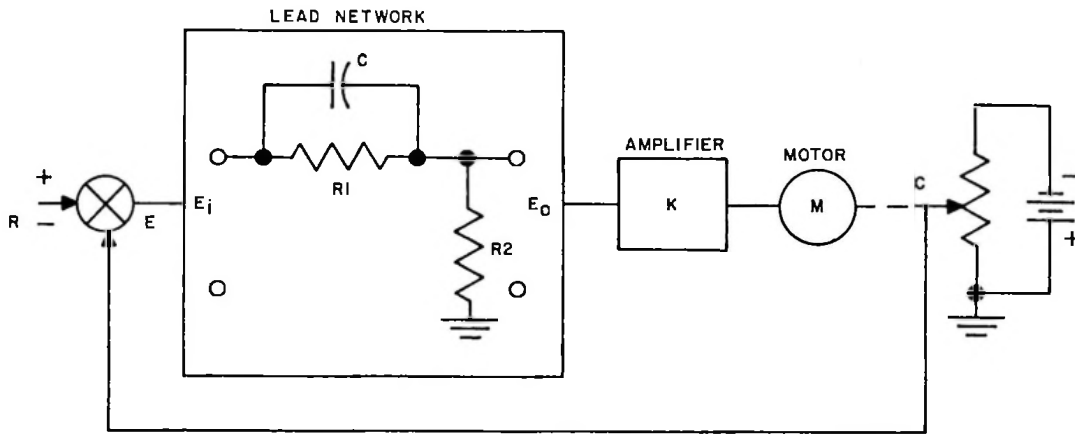 LEAD NETWORK
C
R1
R2
+
R
−
E
Ei
Eo
AMPLIFIER
K
MOTOR
M
C
−
+